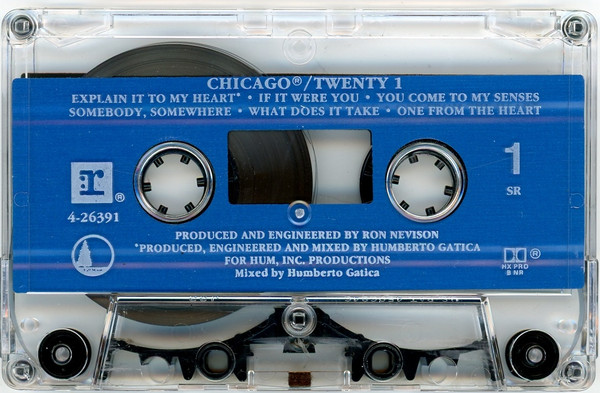 CHICAGO®/TWENTY 1
EXPLAIN IT TO MY HEART* • IF IT WERE YOU • YOU COME TO MY SENSES
SOMEBODY, SOMEWHERE • WHAT DOES IT TAKE • ONE FROM THE HEART
1
SR
r®
4-26391
PRODUCED AND ENGINEERED BY RON NEVISON
*PRODUCED, ENGINEERED AND MIXED BY HUMBERTO GATICA
FOR HUM, INC. PRODUCTIONS
Mixed by Humberto Gatica
®
HX PRO
B NR